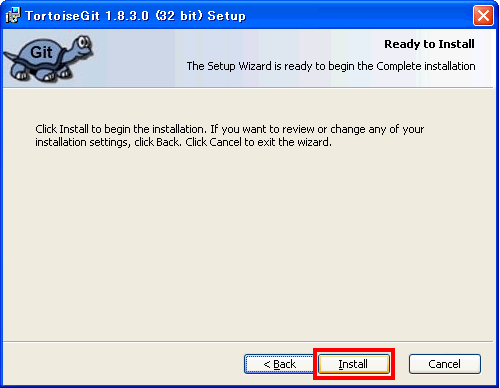 TortoiseGit 1.8.3.0 (32 bit) Setup
Git
Ready to Install
The Setup Wizard is ready to begin the Complete installation
Click Install to begin the installation. If you want to review or change any of your
installation settings, click Back. Click Cancel to exit the wizard.
< Back
Install
Cancel